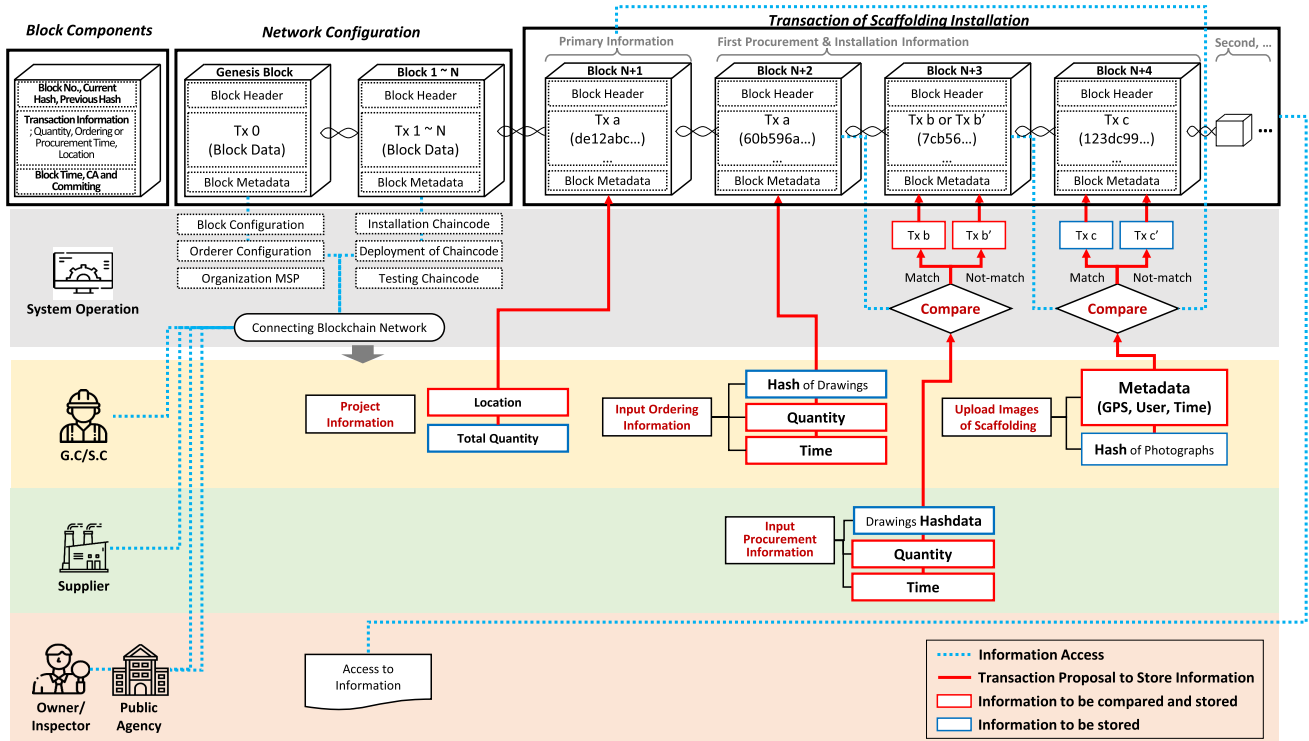 Block Components
Network Configuration
Transaction of Scaffolding Installation
Primary Information
First Procurement & Installation Information
Second, ...
Block No., Current
Hash, Previous Hash
Transaction Information
; Quantity, Ordering or
Procurement Time,
Location
Block Time, CA and
Commiting
Genesis Block
Block Header
Tx 0
(Block Data)
Block Metadata
Block 1 ~ N
Block Header
Tx 1 ~ N
(Block Data)
Block Metadata
Block N+1
Block Header
Tx a
(de12abc...)
...
Block Metadata
Block N+2
Block Header
Tx a
(60b596a...)
...
Block Metadata
Block N+3
Block Header
Tx b or Tx b’
(7cb56...)
...
Block Metadata
Block N+4
Block Header
Tx c
(123dc99...)
...
Block Metadata
...
System Operation
Block Configuration
Orderer Configuration
Organization MSP
Installation Chaincode
Deployment of Chaincode
Testing Chaincode
Connecting Blockchain Network
Tx b
Tx b’
Match
Not-match
Compare
Tx c
Tx c’
Match
Not-match
Compare
G.C/S.C
Project
Information
Location
Total Quantity
Input Ordering
Information
Hash of Drawings
Quantity
Time
Upload Images
of Scaffolding
Metadata
(GPS, User, Time)
Hash of Photographs
Supplier
Input
Procurement
Information
Drawings Hashdata
Quantity
Time
Owner/
Inspector
Public
Agency
Access to
Information
Information Access
Transaction Proposal to Store Information
Information to be compared and stored
Information to be stored